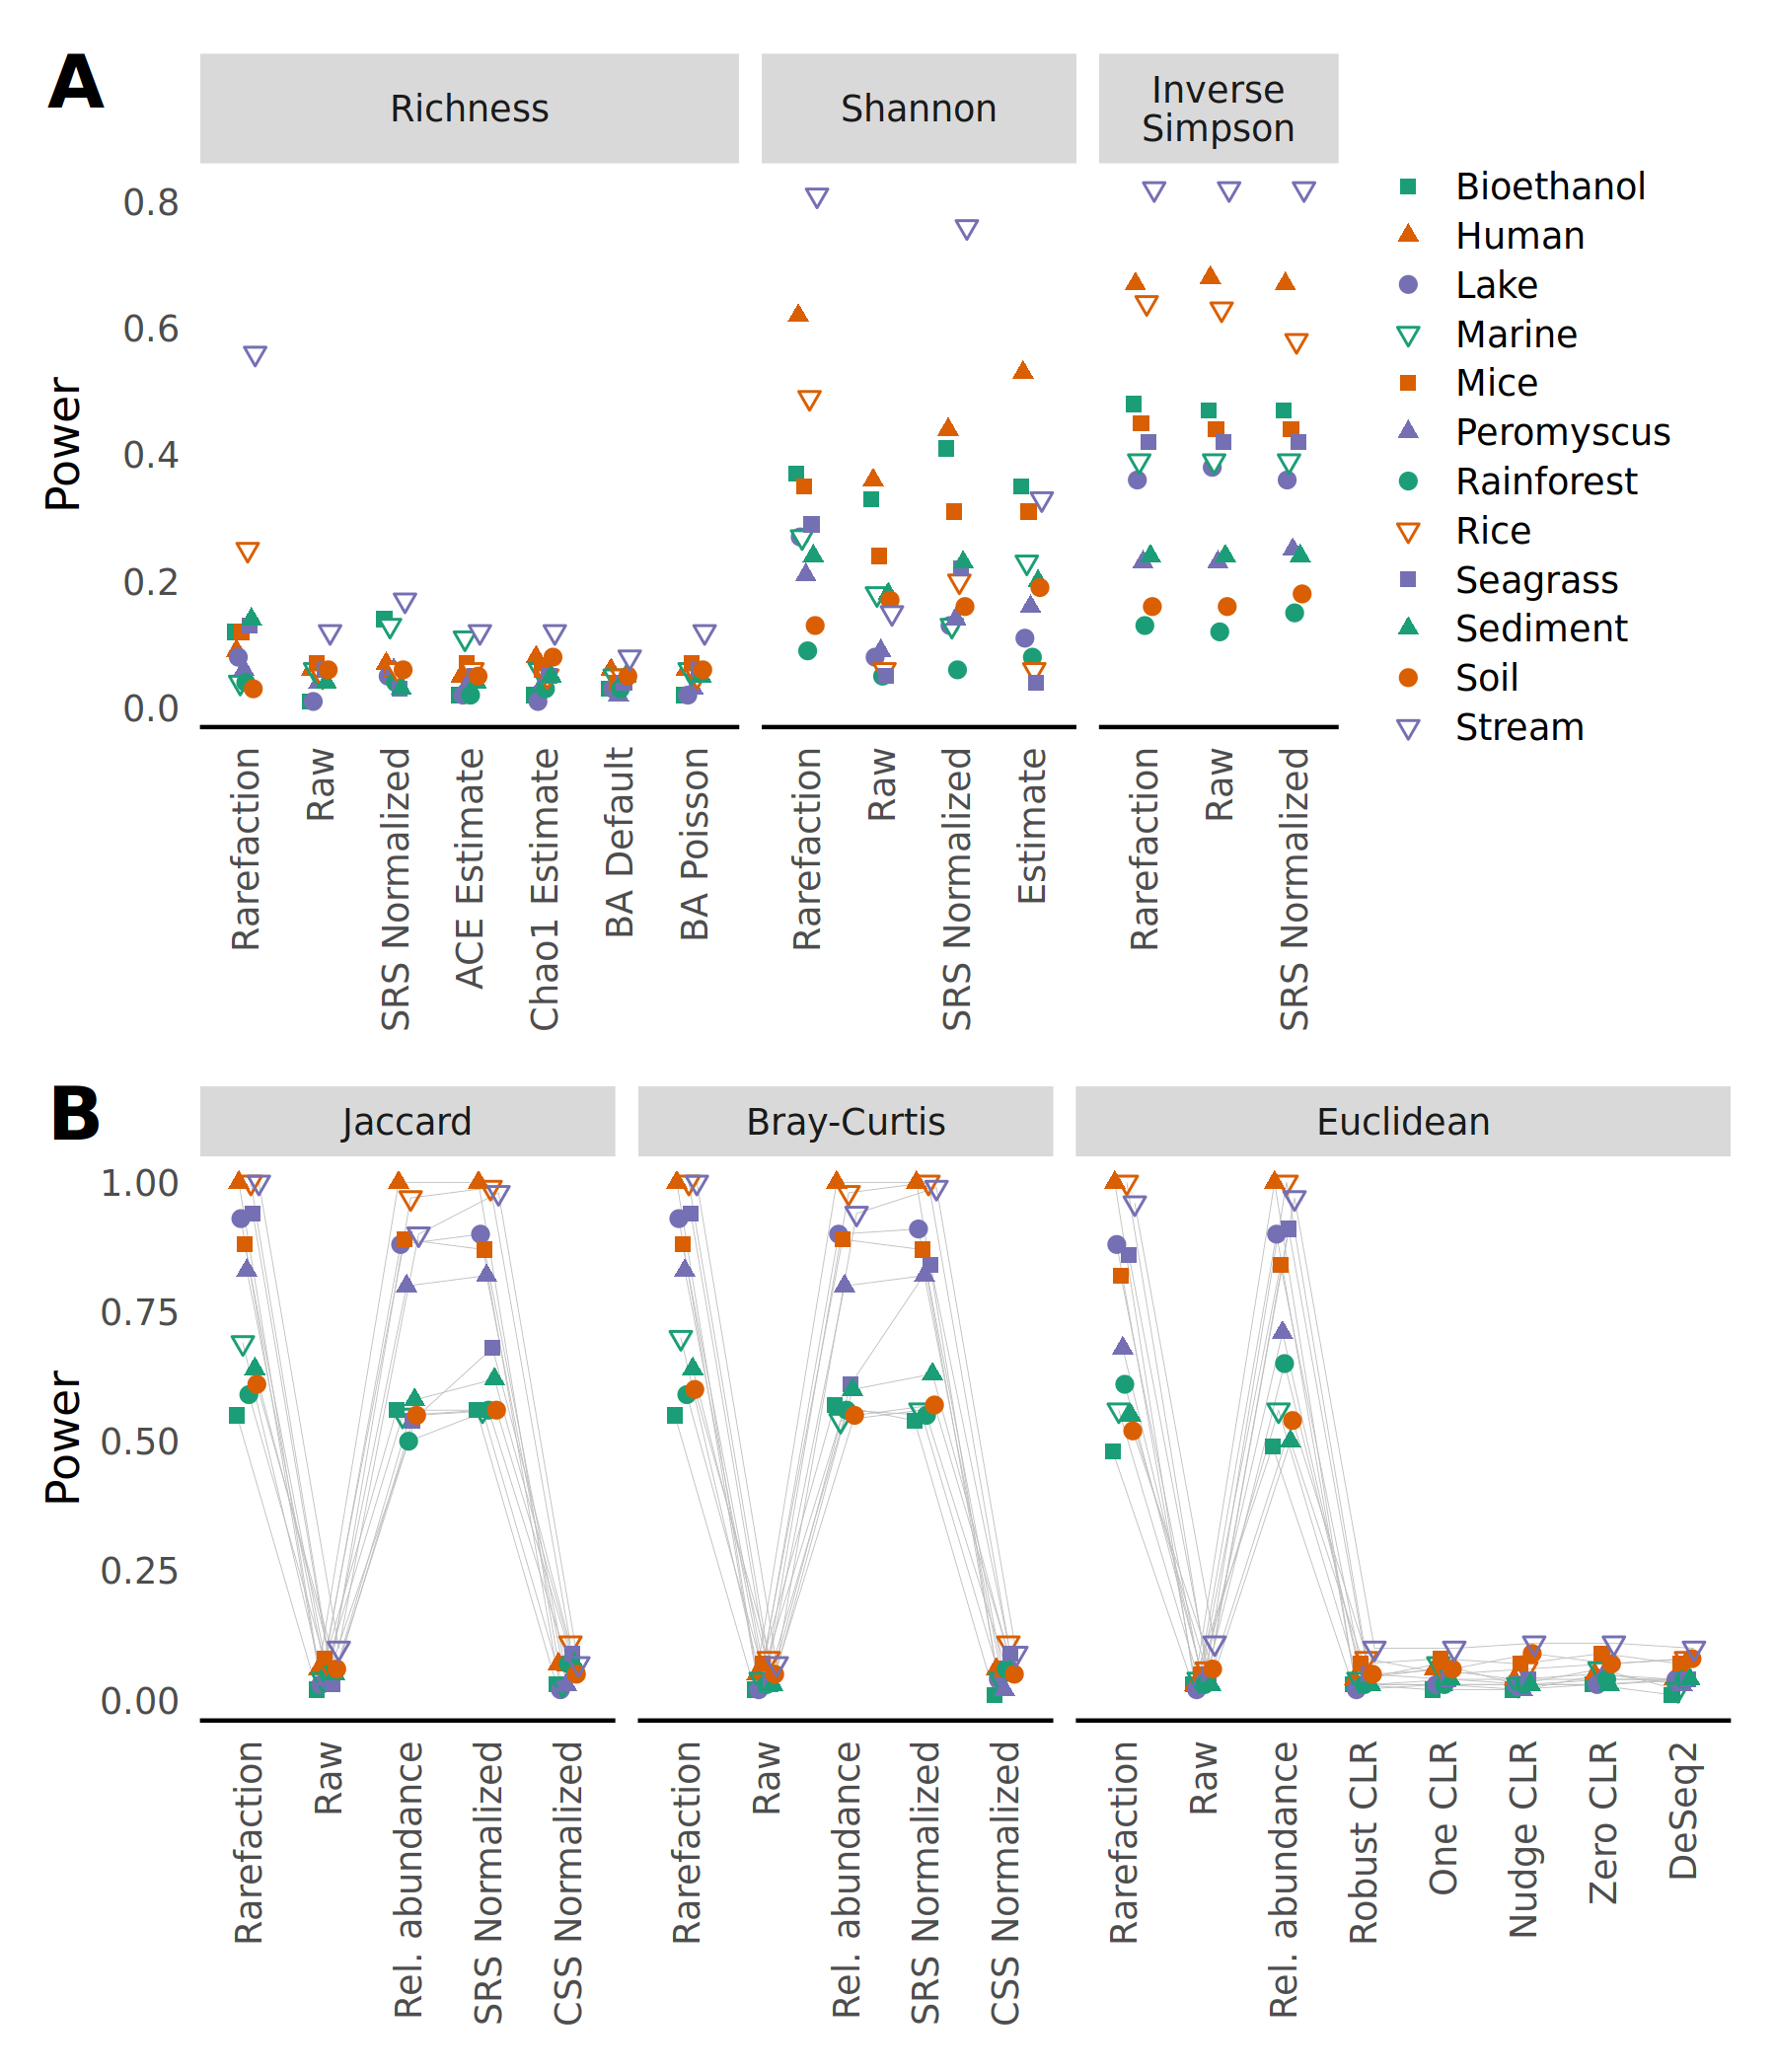 A
Richness
Shannon
Inverse
Simpson
Power
0.8
0.6
0.4
0.2
0.0
Rarefaction
Raw
SRS Normalized
ACE Estimate
Chao1 Estimate
BA Default
BA Poisson
Rarefaction
Raw
SRS Normalized
Estimate
Rarefaction
Raw
SRS Normalized
Bioethanol
Human
Lake
Marine
Mice
Peromyscus
Rainforest
Rice
Seagrass
Sediment
Soil
Stream
B
Jaccard
Bray-Curtis
Euclidean
Power
1.00
0.75
0.50
0.25
0.00
Rarefaction
Raw
Rel. abundance
SRS Normalized
CSS Normalized
Rarefaction
Raw
Rel. abundance
SRS Normalized
CSS Normalized
Rarefaction
Raw
Rel. abundance
Robust CLR
One CLR
Nudge CLR
Zero CLR
DeSeq2